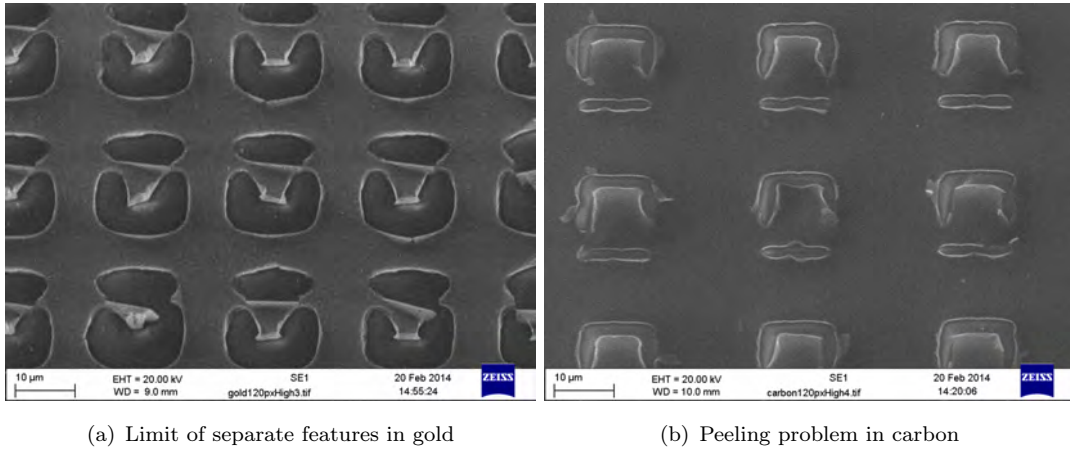 10 µm
EHT = 20.00 kV
SE1
20 Feb 2014
ZEISS
WD = 9.0 mm
gold120pxHigh3.tif
14:55:24
10 µm
EHT = 20.00 kV
SE1
20 Feb 2014
ZEISS
WD = 10.0 mm
carbon120pxHigh4.tif
14:20:06
(a) Limit of separate features in gold
(b) Peeling problem in carbon